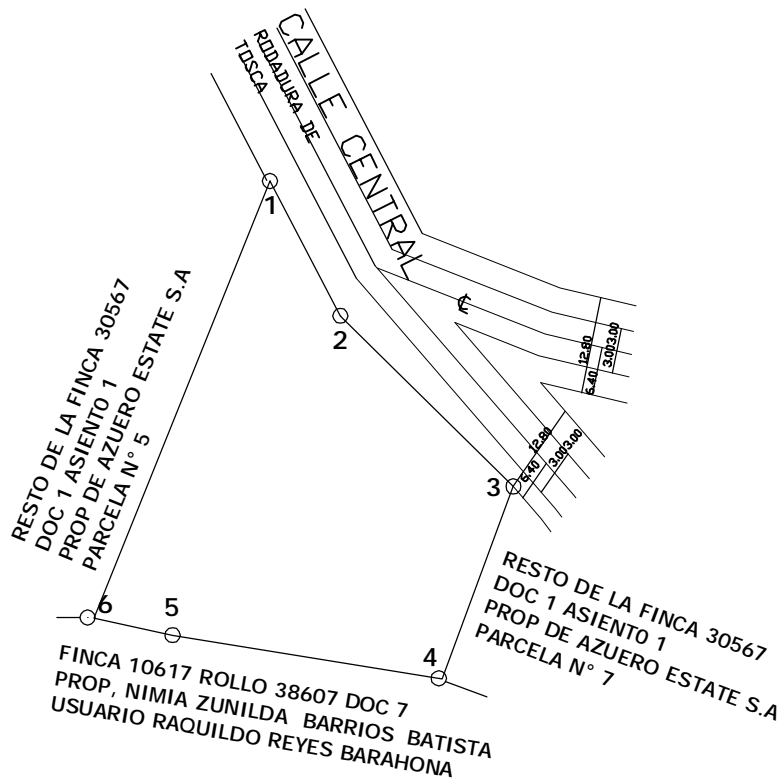 CALLE CENTRAL
RODADURA DE
TOSCA
1
2
℄
12.80
3.00
3.00
6.40
12.80
3.00
3.00
6.40
3
RESTO DE LA FINCA 30567
DOC 1 ASIENTO 1
PROP DE AZUERO ESTATE S.A
PARCELA N° 5
RESTO DE LA FINCA 30567
DOC 1 ASIENTO 1
PROP DE AZUERO ESTATE S.A
PARCELA N° 7
6
5
4
FINCA 10617 ROLLO 38607 DOC 7
PROP, NIMIA ZUNILDA BARRIOS BATISTA
USUARIO RAQUILDO REYES BARAHONA